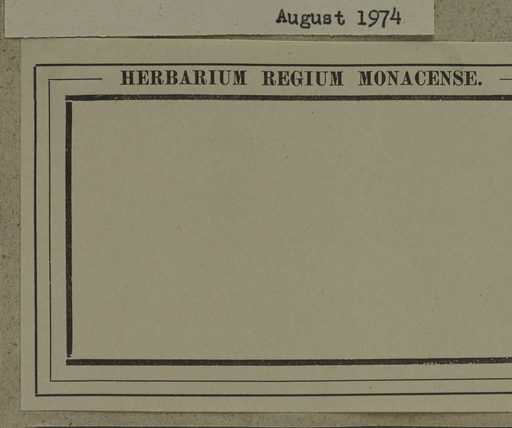 August 1974
HERBARIUM REGIUM MONACENSE.